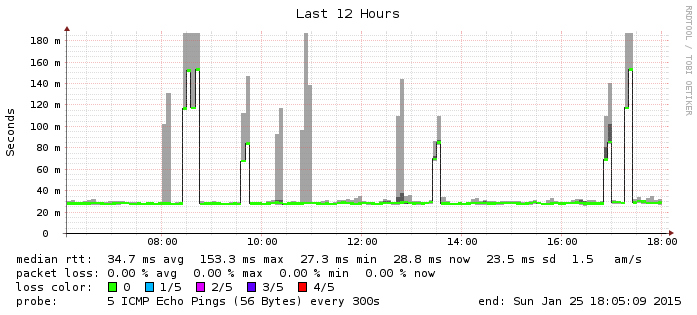 Last 12 Hours
RRDTOOL / TOBI OETIKER
Seconds
180 m
160 m
140 m
120 m
100 m
80 m
60 m
40 m
20 m
0
08:00 10:00 12:00 14:00 16:00 18:00
median rtt: 34.7 ms avg 153.3 ms max 27.3 ms min 28.8 ms now 23.5 ms sd 1.5 am/s
packet loss: 0.00 % avg 0.00 % max 0.00 % min 0.00 % now
loss color: 0 1/5 2/5 3/5 4/5
probe: 5 ICMP Echo Pings (56 Bytes) every 300s end: Sun Jan 25 18:05:09 2015